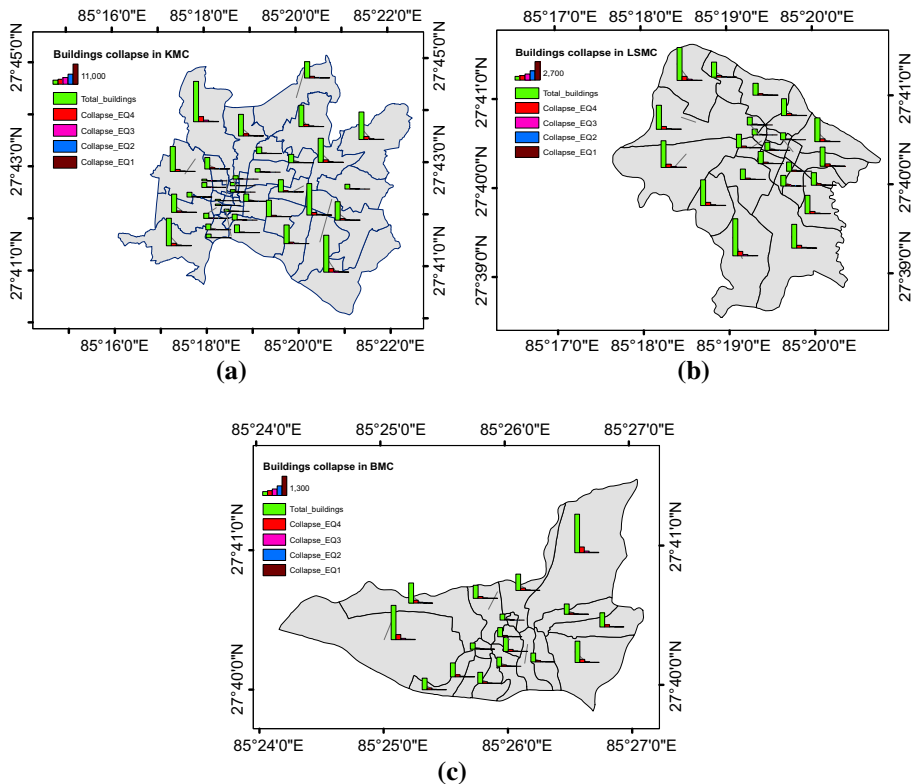 85°18'0"E 85°20'0"E 85°22'0"E
27°45'0"N
27°43'0"N
27°41'0"N
Buildings collapse in KMC
11,000
Total_buildings
Collapse_EQ4
Collapse_EQ3
Collapse_EQ2
Collapse_EQ1
27°45'0"N
27°43'0"N
27°41'0"N
85°16'0"E 85°18'0"E 85°20'0"E 85°22'0"E
(a)
85°17'0"E 85°18'0"E 85°19'0"E 85°20'0"E
27°41'0"N
27°40'0"N
27°39'0"N
Buildings collapse in LSMC
2,700
Total_buildings
Collapse_EQ4
Collapse_EQ3
Collapse_EQ2
Collapse_EQ1
27°41'0"N
27°40'0"N
27°39'0"N
85°17'0"E 85°18'0"E 85°19'0"E 85°20'0"E
(b)
85°24'0"E 85°25'0"E 85°26'0"E 85°27'0"E
27°41'0"N
27°40'0"N
Buildings collapse in BMC
1,300
Total_buildings
Collapse_EQ4
Collapse_EQ3
Collapse_EQ2
Collapse_EQ1
27°41'0"N
27°40'0"N
85°24'0"E 85°25'0"E 85°26'0"E 85°27'0"E
(c)